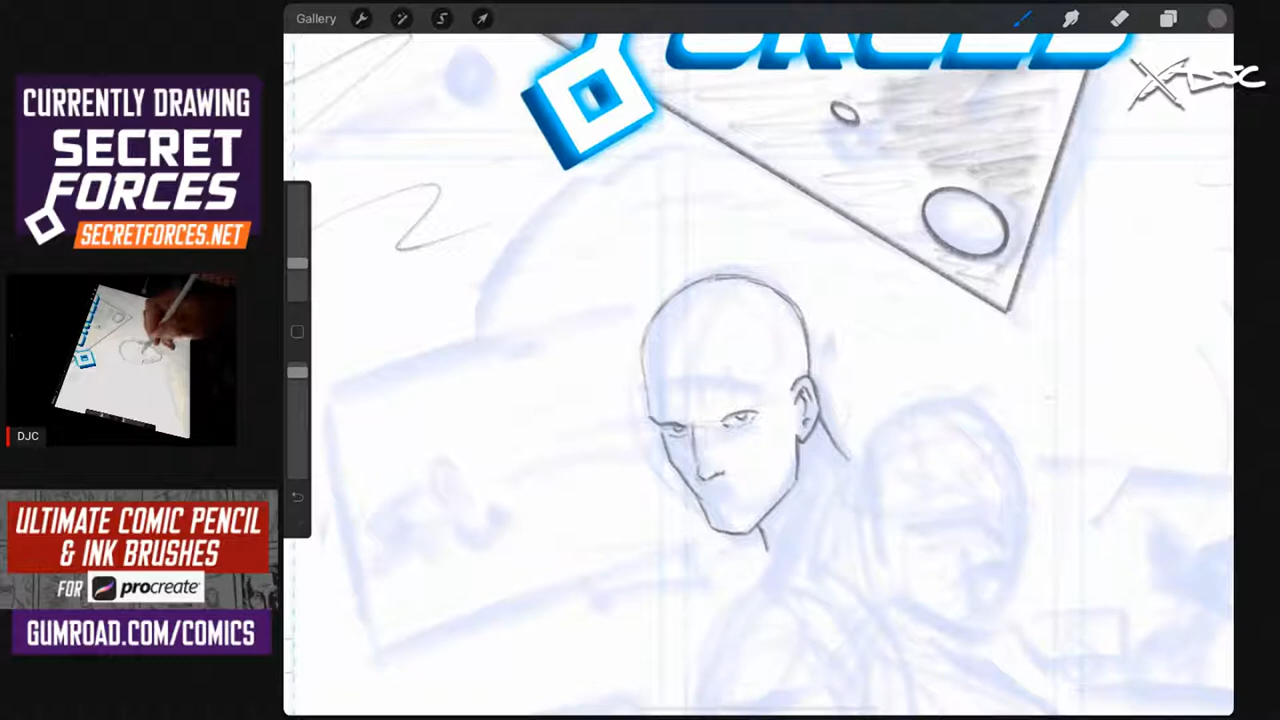 Gallery
CURRENTLY DRAWING
SECRET
FORCES
SECRETFORCES.NET
DJC
ULTIMATE COMIC PENCIL
& INK BRUSHES
FOR procreate
GUMROAD.COM/COMICS